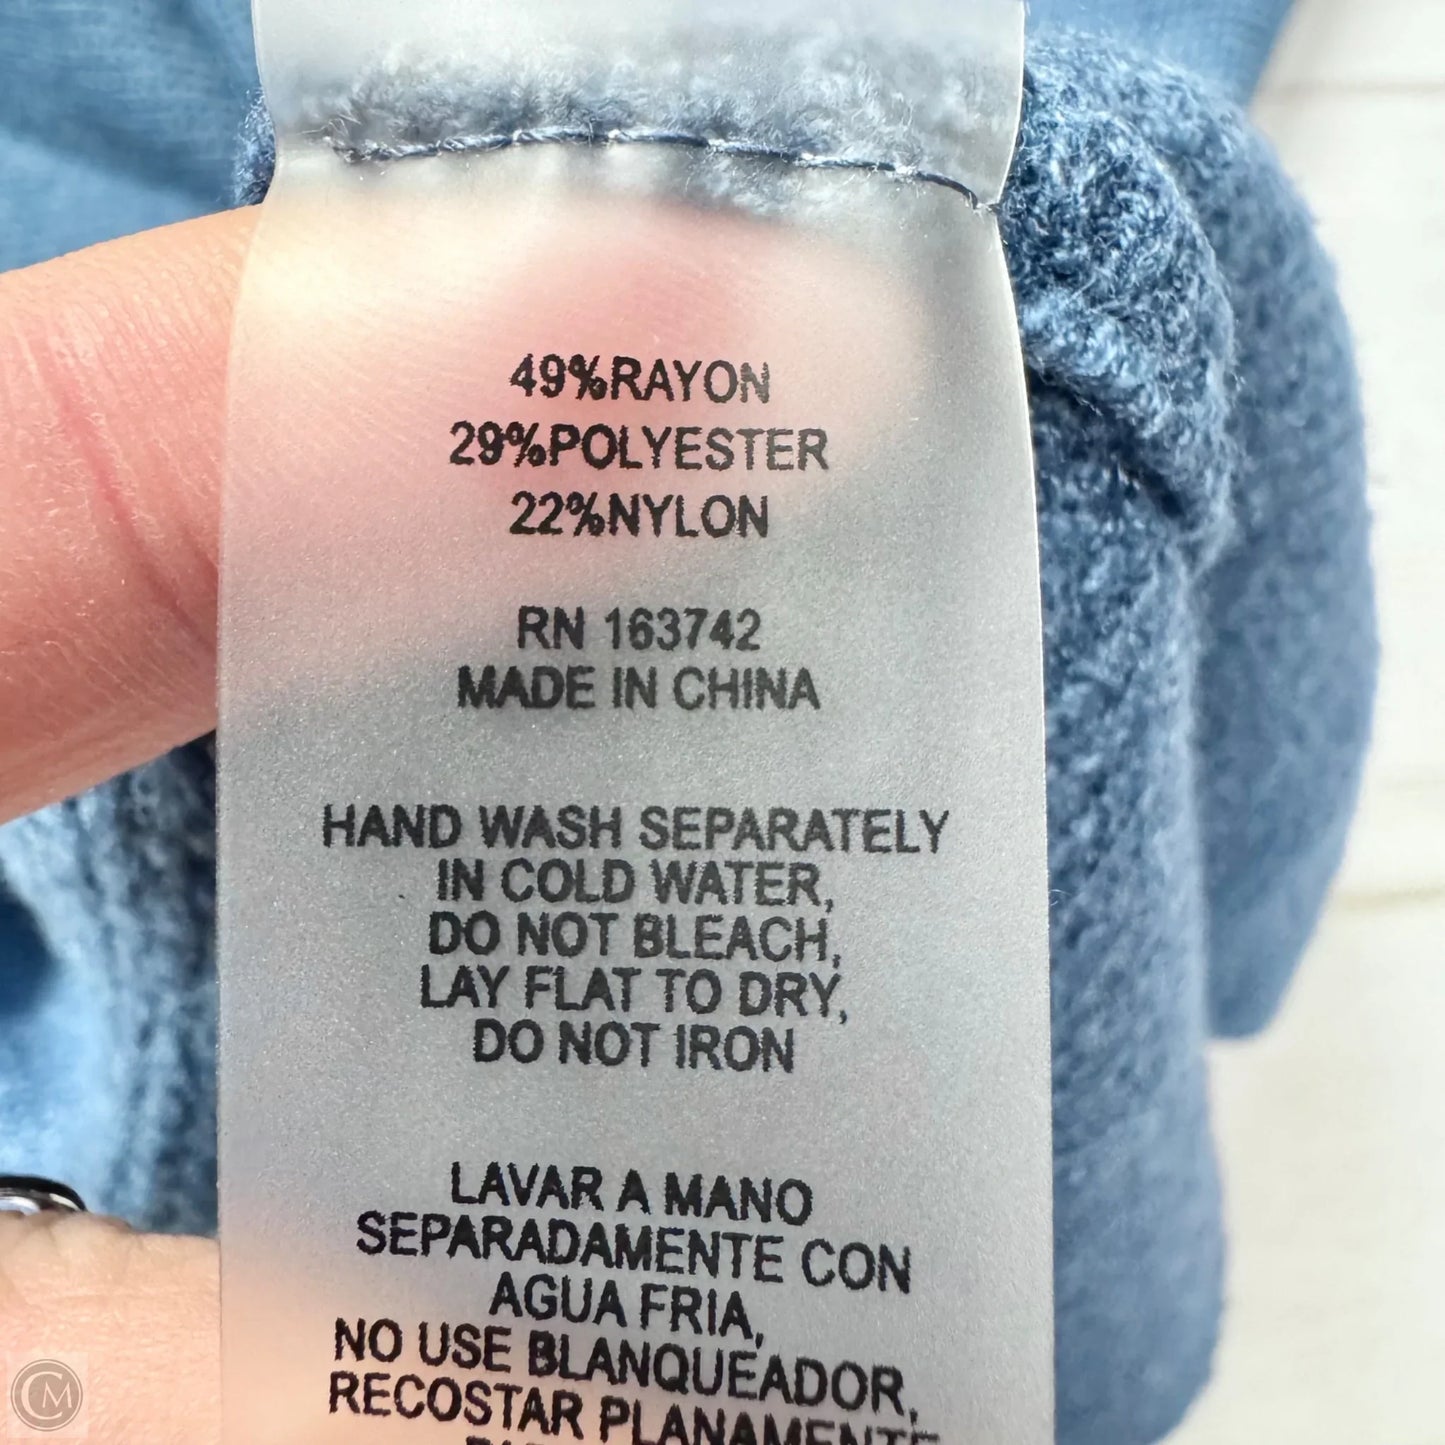 49%RAYON
29%POLYESTER
22%NYLON
RN 163742
MADE IN CHINA
HAND WASH SEPARATELY
IN COLD WATER,
DO NOT BLEACH,
LAY FLAT TO DRY,
DO NOT IRON
LAVAR A MANO
SEPARADAMENTE CON
AGUA FRIA,
NO USE BLANQUEADOR,
RECOSTAR PLANAMENTE
CM